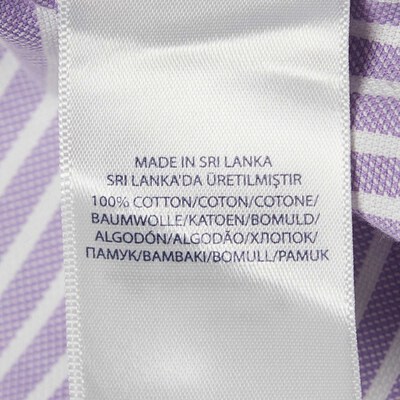 MADE IN SRI LANKA
SRI LANKA'DA ÜRETILMIŞTIR
100% COTTON/COTON/COTONE/
BAUMWOLLE/KATOEN/BOMULD/
ALGODÓN/ALGODÃO/ХЛОПОК/
ПАМУК/BAMBAKI/BOMULL/PAMUK